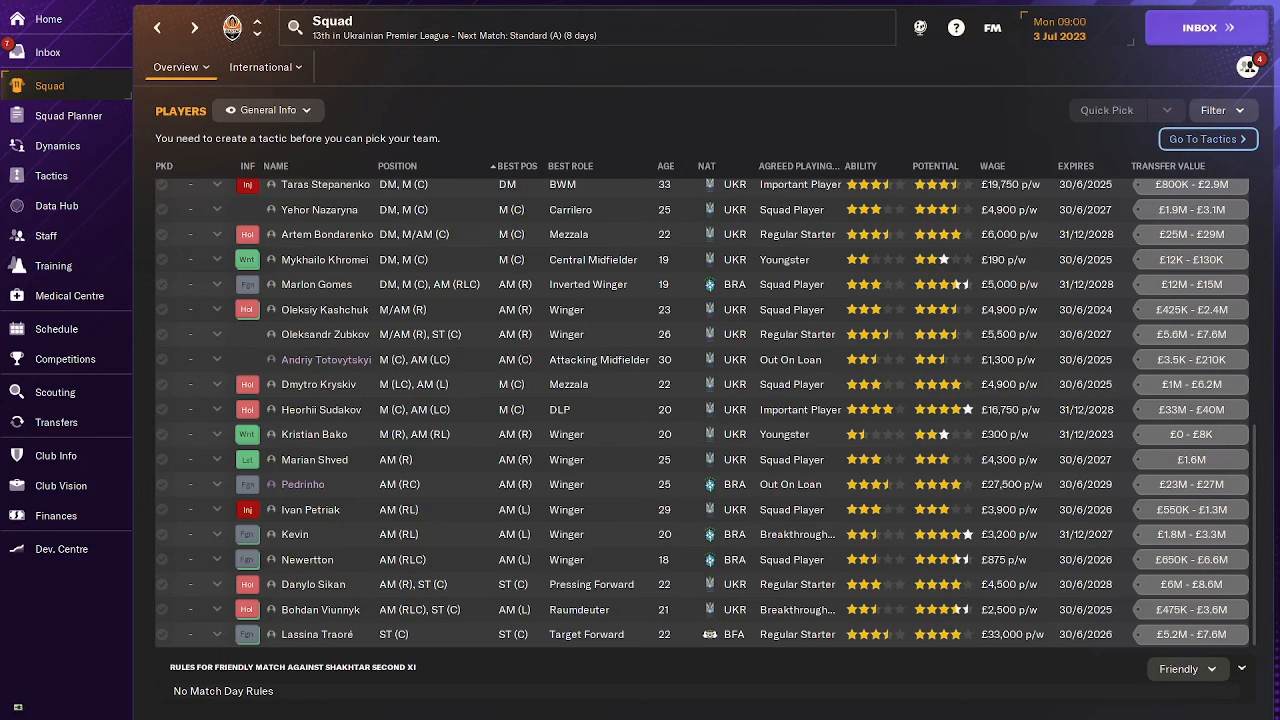 Home
7
Inbox
Squad
Squad Planner
Dynamics
Tactics
Data Hub
Staff
Training
Medical Centre
Schedule
Competitions
Scouting
Transfers
Club Info
Club Vision
Finances
Dev. Centre
Squad
13th in Ukrainian Premier League - Next Match: Standard (A) (8 days)
?
FM
Mon 09:00
3 Jul 2023
INBOX
Overview
International
4
PLAYERS
General Info
Quick Pick
Filter
You need to create a tactic before you can pick your team.
Go To Tactics
PKD INF NAME POSITION BEST POS BEST ROLE AGE NAT AGREED PLAYING... ABILITY POTENTIAL WAGE EXPIRES TRANSFER VALUE
- Inj Taras Stepanenko DM, M (C) DM BWM 33 UKR Important Player £19,750 p/w 30/6/2025 £800K - £2.9M
- Yehor Nazaryna DM, M (C) M (C) Carrilero 25 UKR Squad Player £4,900 p/w 30/6/2027 £1.9M - £3.1M
- Hol Artem Bondarenko DM, M/AM (C) M (C) Mezzala 22 UKR Regular Starter £6,000 p/w 31/12/2028 £25M - £29M
- Wnt Mykhailo Khromei DM, M (C) M (C) Central Midfielder 19 UKR Youngster £190 p/w 30/6/2026 £12K - £130K
- Fgn Marlon Gomes DM, M (C), AM (RLC) AM (R) Inverted Winger 19 BRA Squad Player £5,000 p/w 31/12/2028 £12M - £15M
- Hol Oleksiy Kashchuk M/AM (R) AM (R) Winger 23 UKR Squad Player £4,900 p/w 30/6/2024 £425K - £2.4M
- Oleksandr Zubkov M/AM (R), ST (C) AM (R) Winger 26 UKR Regular Starter £5,500 p/w 30/6/2027 £5.6M - £7.6M
- Andriy Totovytskyi M (C), AM (LC) AM (C) Attacking Midfielder 30 UKR Out On Loan £1,300 p/w 30/6/2025 £3.5K - £210K
- Hol Dmytro Kryskiv M (LC), AM (L) M (C) Mezzala 22 UKR Squad Player £4,900 p/w 30/6/2025 £1M - £6.2M
- Hol Heorhii Sudakov M (C), AM (LC) M (C) DLP 20 UKR Important Player £16,750 p/w 31/12/2028 £33M - £40M
- Wnt Kristian Bako M (R), AM (RL) AM (R) Winger 20 UKR Youngster £300 p/w 31/12/2023 £0 - £8K
- Lst Marian Shved AM (R) AM (R) Winger 25 UKR Squad Player £4,300 p/w 30/6/2027 £1.6M
- Fgn Pedrinho AM (RC) AM (R) Winger 25 BRA Out On Loan £27,500 p/w 30/6/2029 £23M - £27M
- Inj Ivan Petriak AM (RL) AM (R) Winger 29 UKR Squad Player £3,900 p/w 30/6/2026 £550K - £1.3M
- Fgn Kevin AM (RL) AM (L) Winger 20 BRA Breakthrough... £3,200 p/w 31/12/2027 £1.8M - £3.3M
- Fgn Newertton AM (RLC) AM (L) Winger 18 BRA Squad Player £875 p/w 30/6/2026 £650K - £6.6M
- Hol Danylo Sikan AM (R), ST (C) ST (C) Pressing Forward 22 UKR Regular Starter £4,500 p/w 30/6/2028 £6M - £8.6M
- Hol Bohdan Viunnyk AM (RLC), ST (C) AM (L) Raumdeuter 21 UKR Breakthrough... £2,500 p/w 30/6/2025 £475K - £3.6M
- Fgn Lassina Traoré ST (C) ST (C) Target Forward 22 BFA Regular Starter £33,000 p/w 30/6/2026 £5.2M - £7.6M
RULES FOR FRIENDLY MATCH AGAINST SHAKHTAR SECOND XI
Friendly
No Match Day Rules